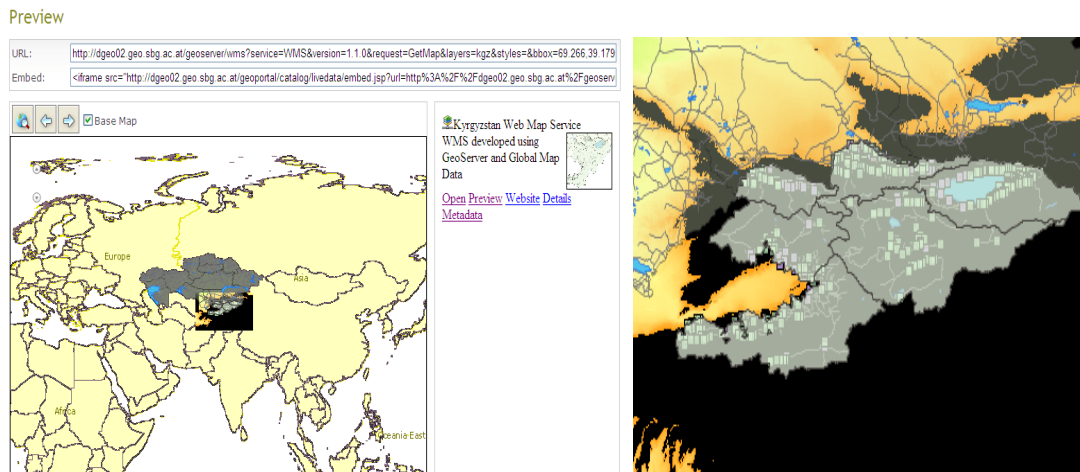 Preview
URL: http://dgeo02.geo.sbg.ac.at/geoserver/wms?service=WMS&version=1.1.0&request=GetMap&layers=kgz&styles=&bbox=69.266,39.179
Embed: <iframe src="http://dgeo02.geo.sbg.ac.at/geoportal/catalog/livedata/embed.jsp?url=http%3A%2F%2Fdgeo02.geo.sbg.ac.at%2Fgeoserv
Base Map
Kyrgyzstan Web Map Service
WMS developed using
GeoServer and Global Map
Data
Open Preview Website Details
Metadata
Europe
Asia
Africa
Oceania-East